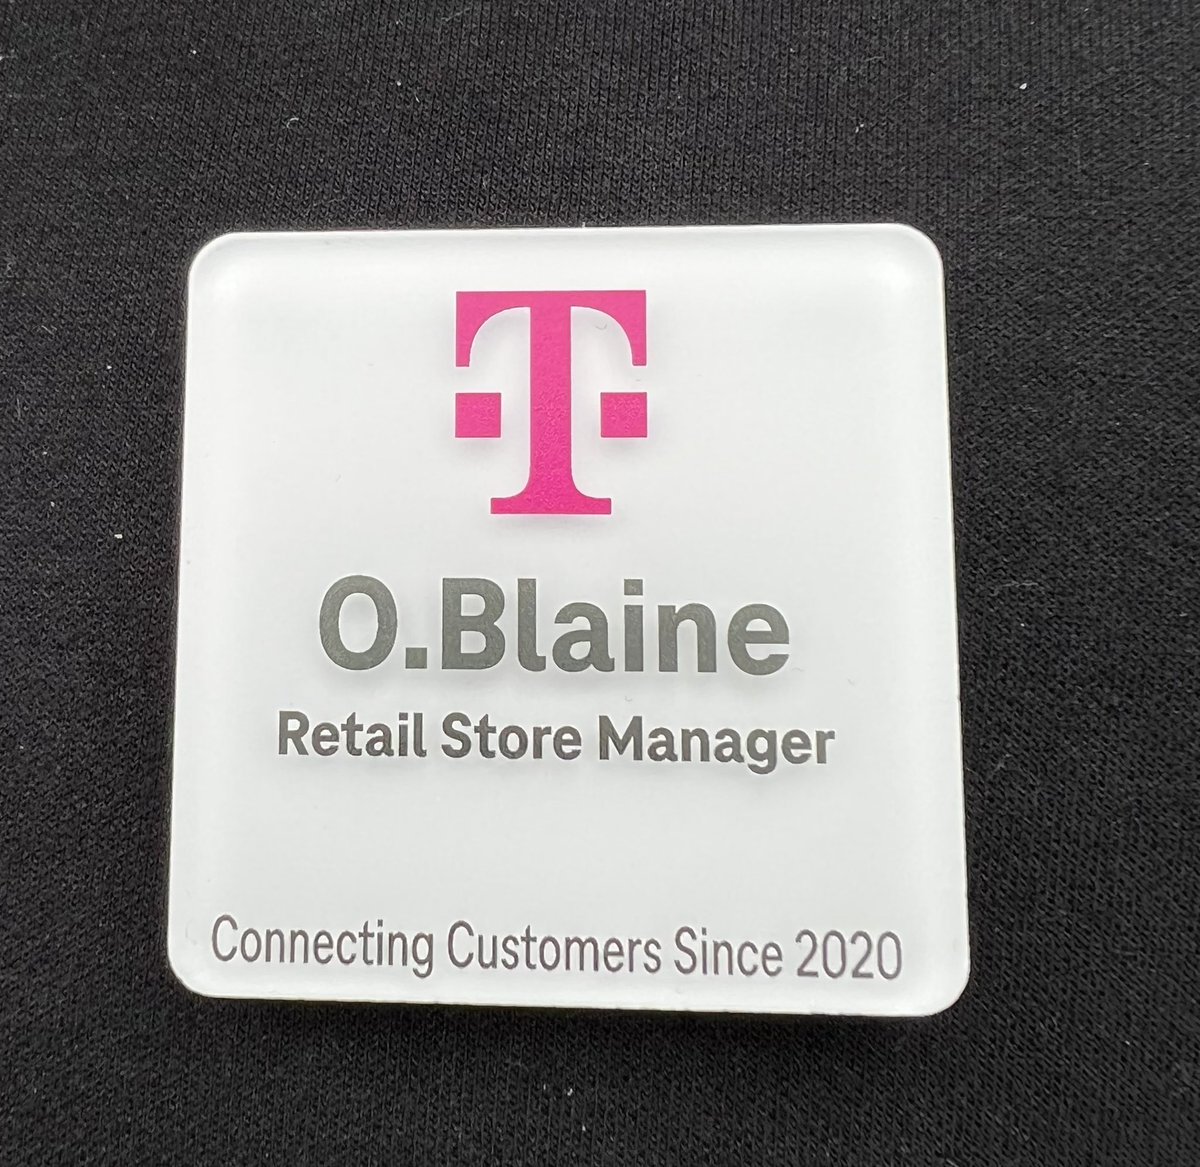 T
O.Blaine
Retail Store Manager
Connecting Customers Since 2020